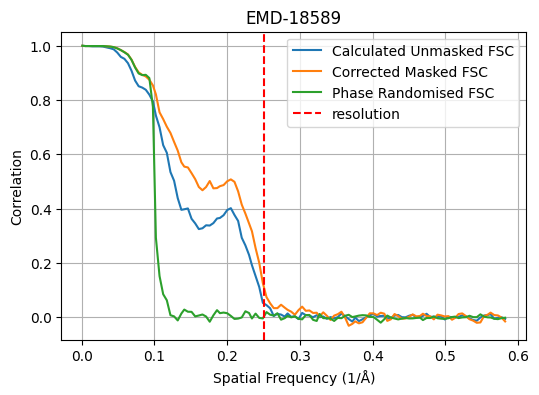 EMD-18589
Calculated Unmasked FSC
Corrected Masked FSC
Phase Randomised FSC
resolution
Correlation
1.0
0.8
0.6
0.4
0.2
0.0
0.0 0.1 0.2 0.3 0.4 0.5 0.6
Spatial Frequency (1/Å)